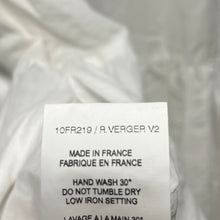 10FR219 / R.VERGER V2
MADE IN FRANCE
FABRIQUE EN FRANCE
HAND WASH 30°
DO NOT TUMBLE DRY
LOW IRON SETTING
LAVAGE A LA MAIN 30°